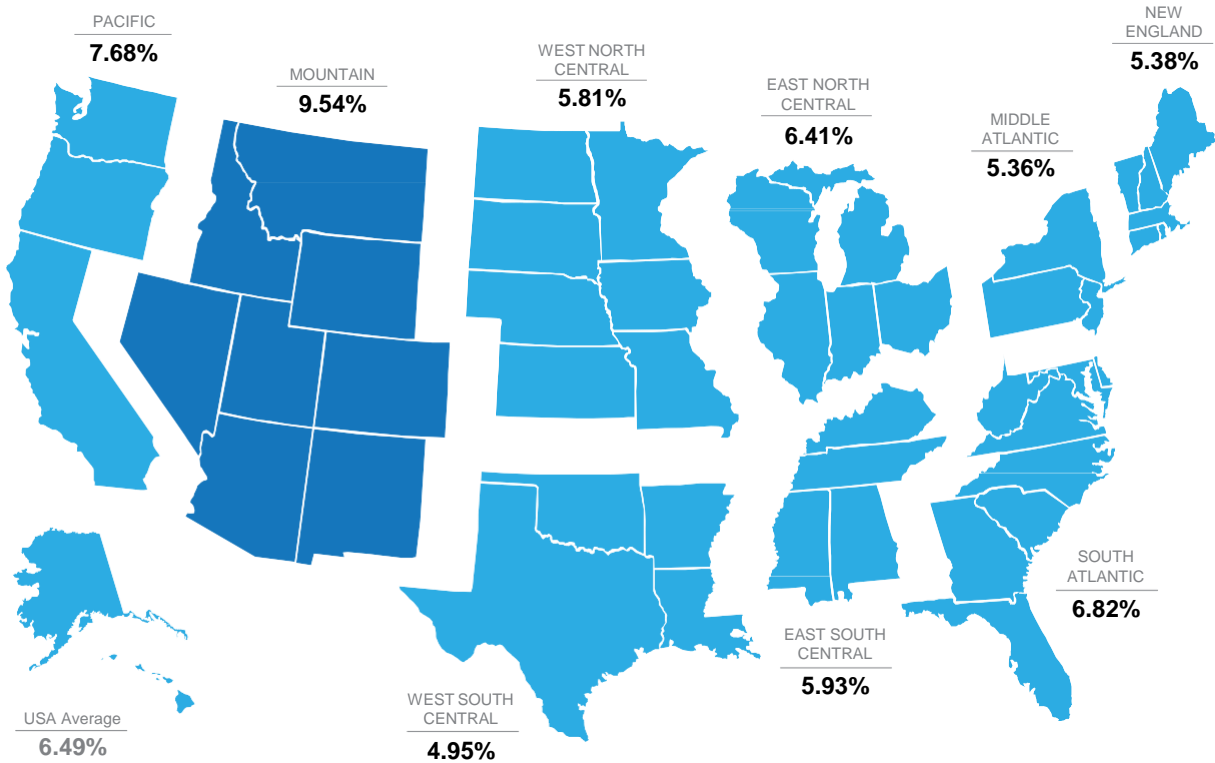 PACIFIC
7.68%
MOUNTAIN
9.54%
WEST NORTH
CENTRAL
5.81%
EAST NORTH
CENTRAL
6.41%
MIDDLE
ATLANTIC
5.36%
NEW
ENGLAND
5.38%
SOUTH
ATLANTIC
6.82%
EAST SOUTH
CENTRAL
5.93%
WEST SOUTH
CENTRAL
4.95%
USA Average
6.49%